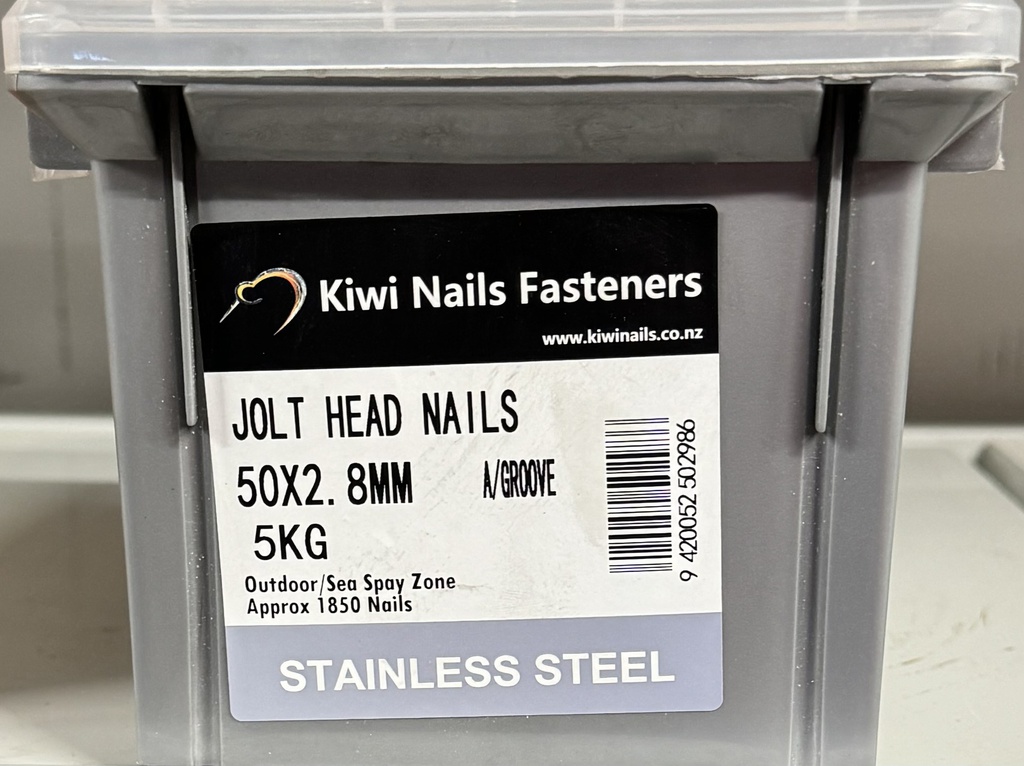 Kiwi Nails Fasteners
www.kiwinails.co.nz
JOLT HEAD NAILS
50X2.8MM A/GROOVE
5KG
Outdoor/Sea Spay Zone
Approx 1850 Nails
9 420052 502986
STAINLESS STEEL